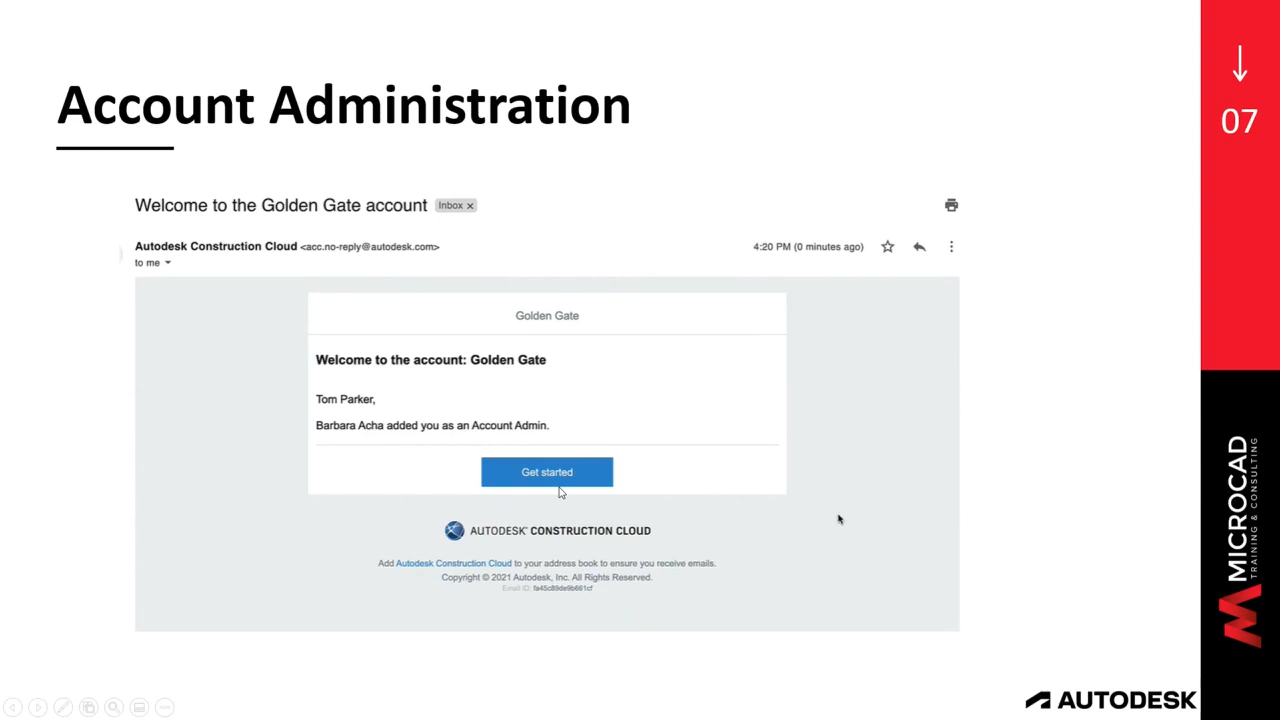 Account Administration
07
Welcome to the Golden Gate account Inbox x
Autodesk Construction Cloud <acc.no-reply@autodesk.com>
4:20 PM (0 minutes ago)
to me
Golden Gate
Welcome to the account: Golden Gate
Tom Parker,
Barbara Acha added you as an Account Admin.
Get started
AUTODESK® CONSTRUCTION CLOUD
Add Autodesk Construction Cloud to your address book to ensure you receive emails.
Copyright © 2021 Autodesk, Inc. All Rights Reserved.
Email ID:
MICROCAD
TRAINING & CONSULTING
AUTODESK